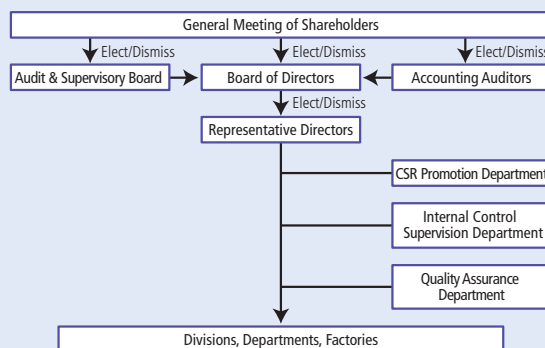 General Meeting of Shareholders
Elect/Dismiss
Elect/Dismiss
Elect/Dismiss
Audit & Supervisory Board
Board of Directors
Accounting Auditors
Elect/Dismiss
Representative Directors
CSR Promotion Department
Internal Control
Supervision Department
Quality Assurance
Department
Divisions, Departments, Factories